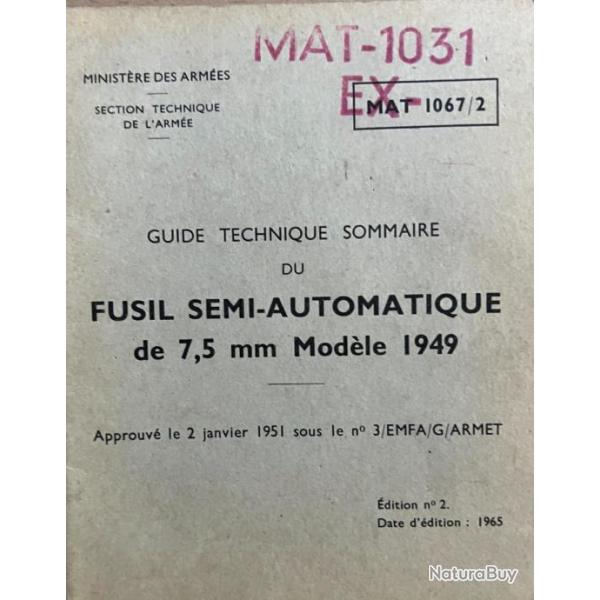 MAT-1031
EX-
MINISTÈRE DES ARMÉES
SECTION TECHNIQUE
DE L'ARMÉE
MAT 1067/2
GUIDE TECHNIQUE SOMMAIRE
DU
FUSIL SEMI-AUTOMATIQUE
de 7,5 mm Modèle 1949
Approuvé le 2 janvier 1951 sous le nº 3/EMFA/G/ARMET
Édition nº 2.
Date d'édition : 1965
NaturaBuy